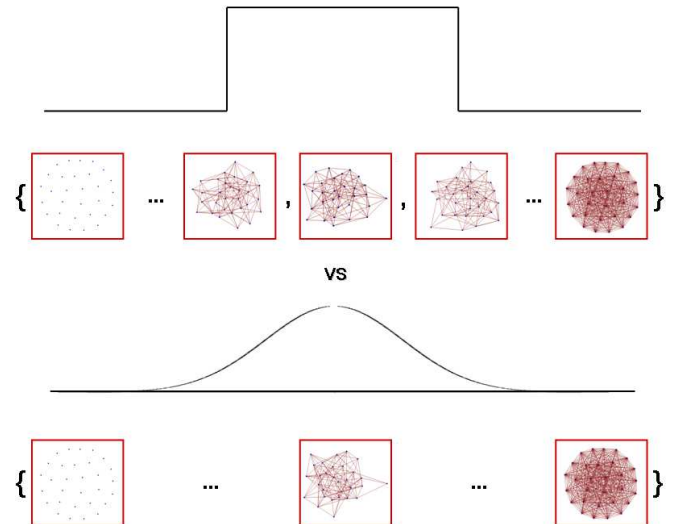 { ... , , ... }
vs
{ ... ... }